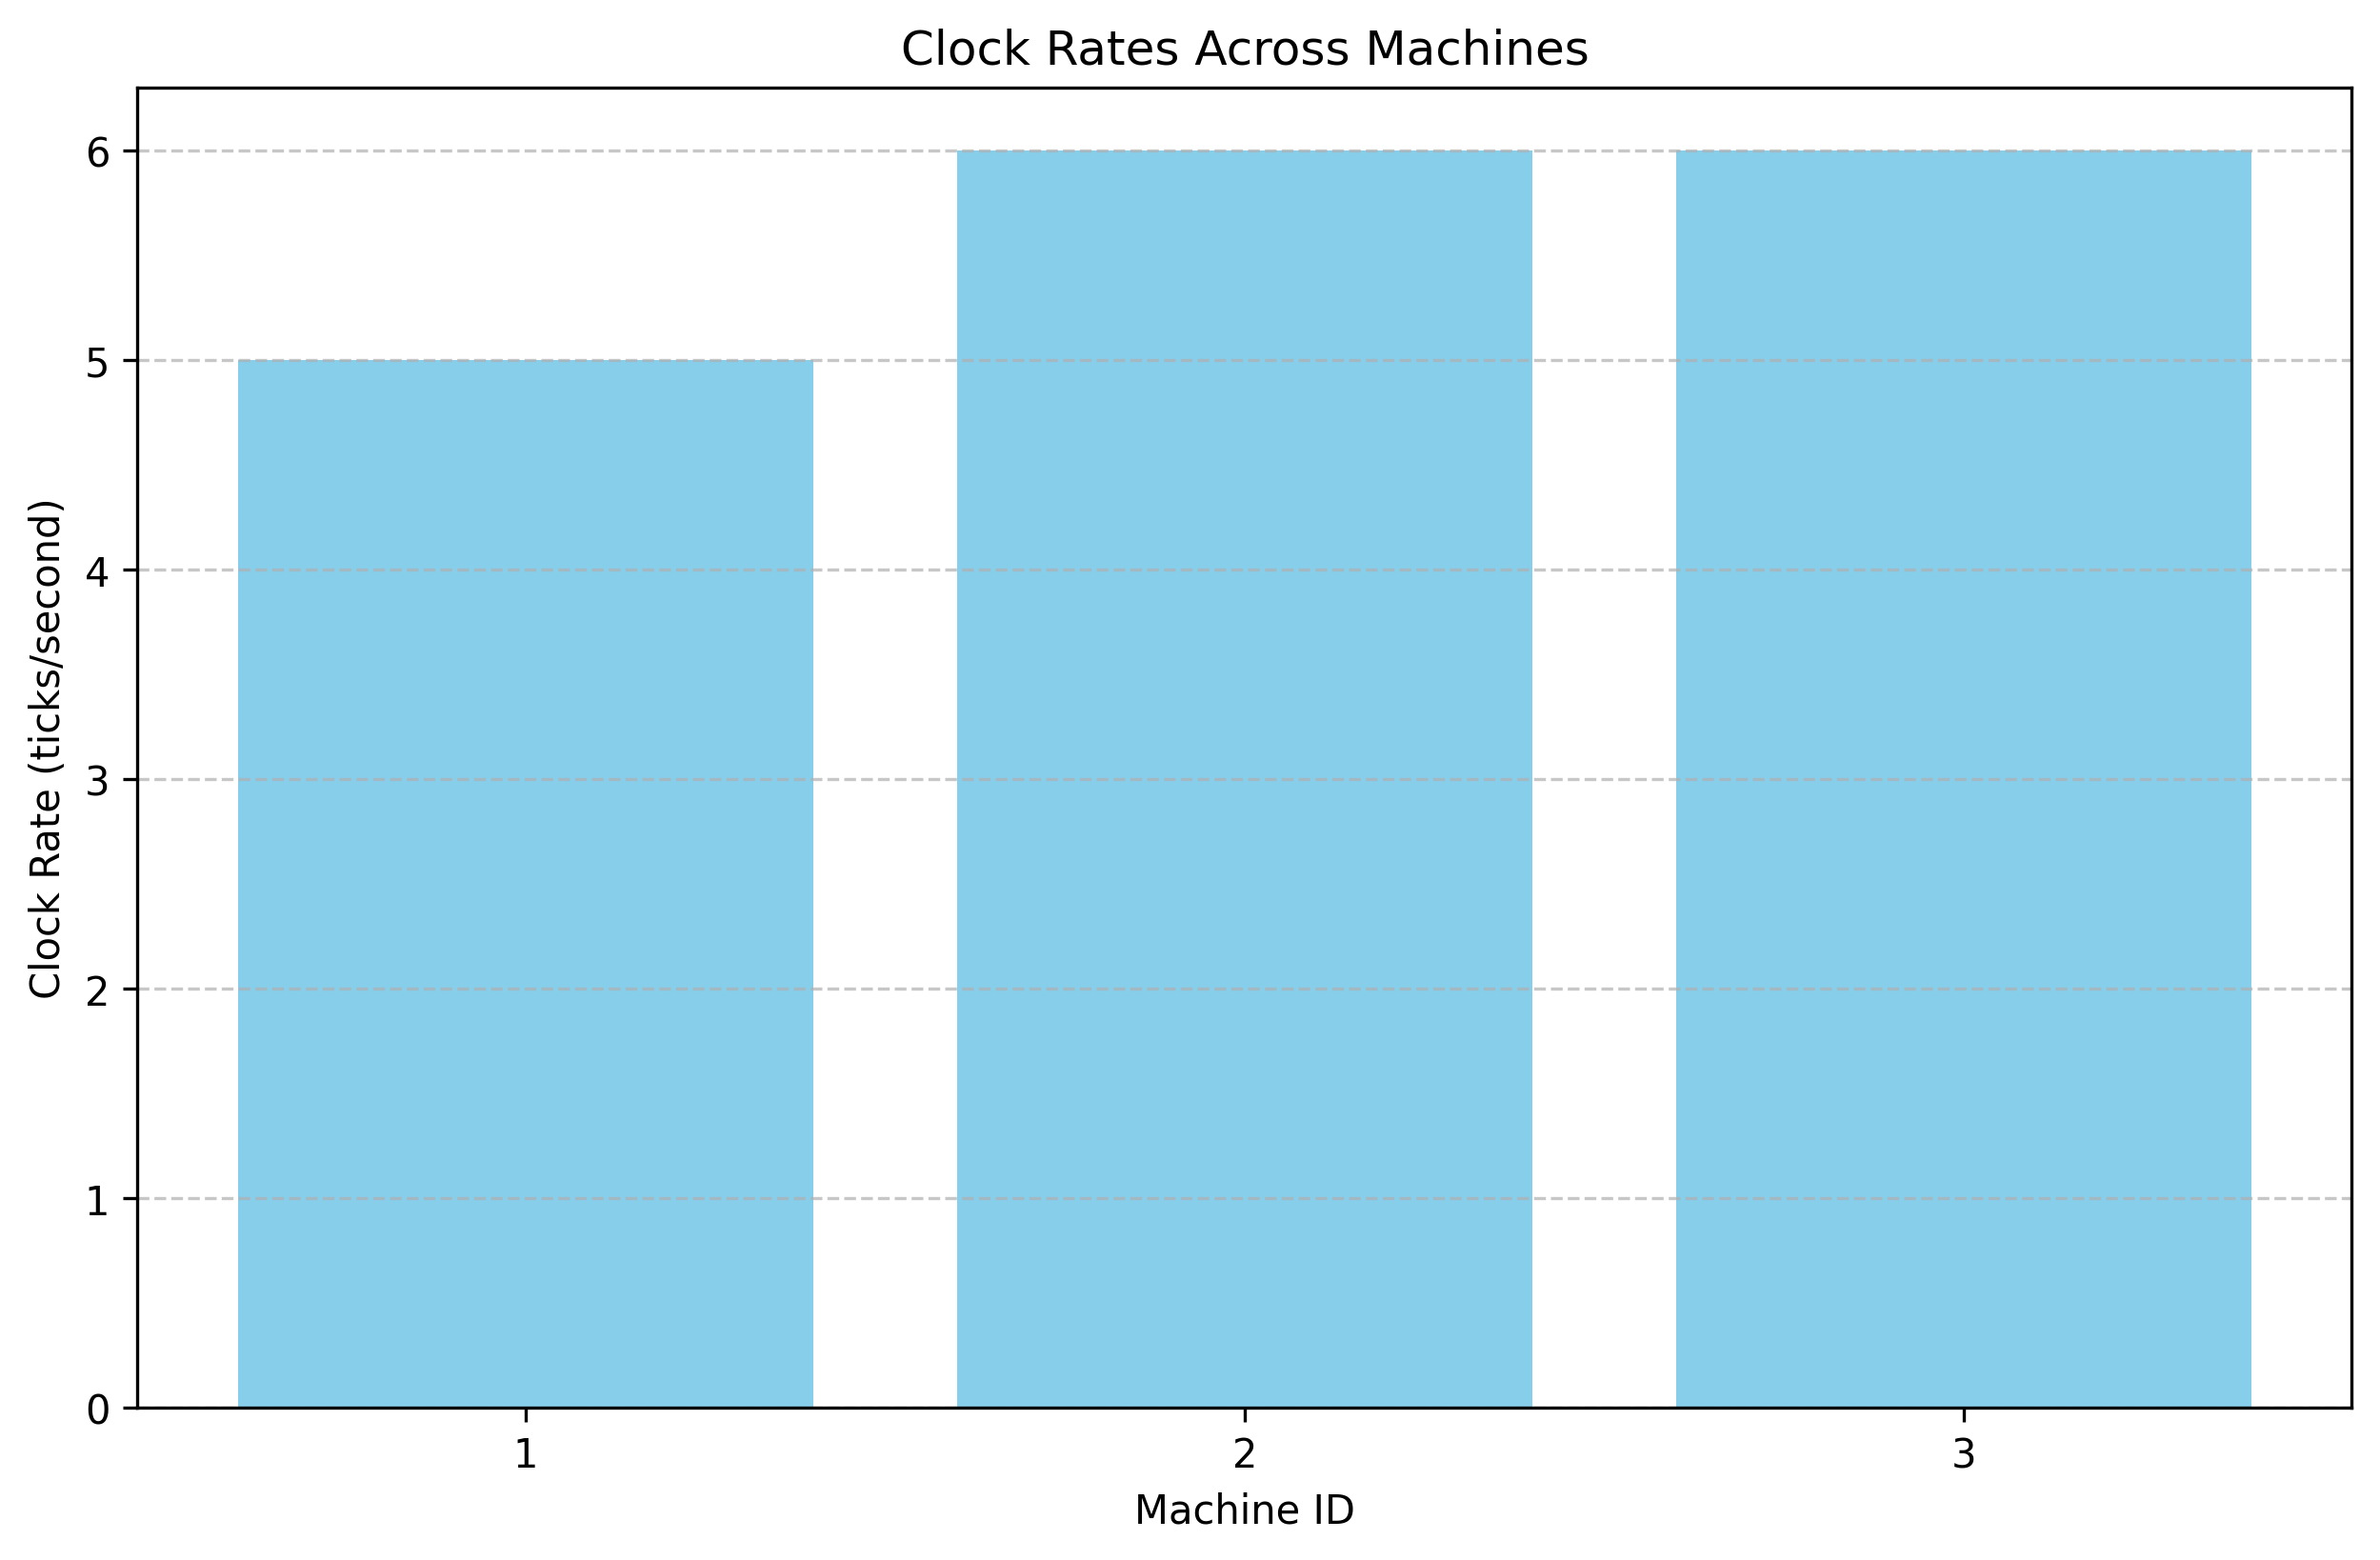 Clock Rates Across Machines
Clock Rate (ticks/second)
6
5
4
3
2
1
0
1 2 3
Machine ID